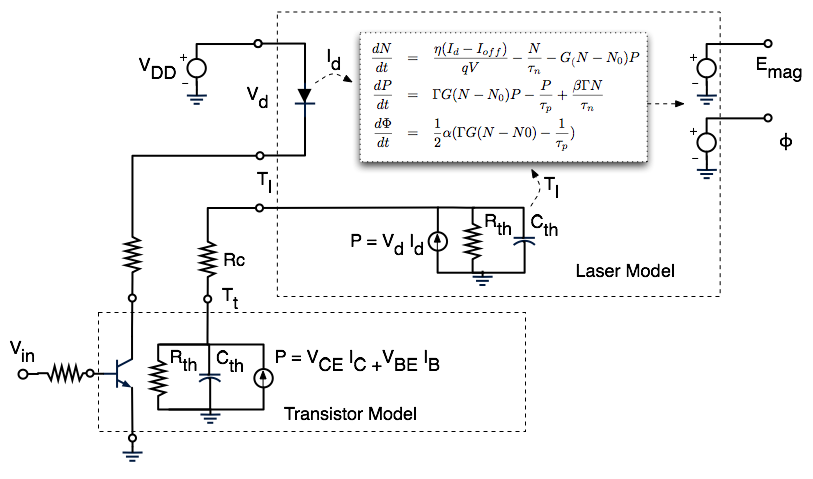 V_DD
+
−
V_d
I_d
dN/dt = η(I_d − I_off)/qV − N/τ_n − G(N − N_0)P
dP/dt = ΓG(N − N_0)P − P/τ_p + βΓN/τ_n
dΦ/dt = 1/2 α(ΓG(N − N0) − 1/τ_p)
+
−
E_mag
+
−
ϕ
T_l
T_l
P = V_d I_d
R_th
C_th
Laser Model
Rc
T_t
V_in
R_th
C_th
P = V_CE I_C + V_BE I_B
Transistor Model